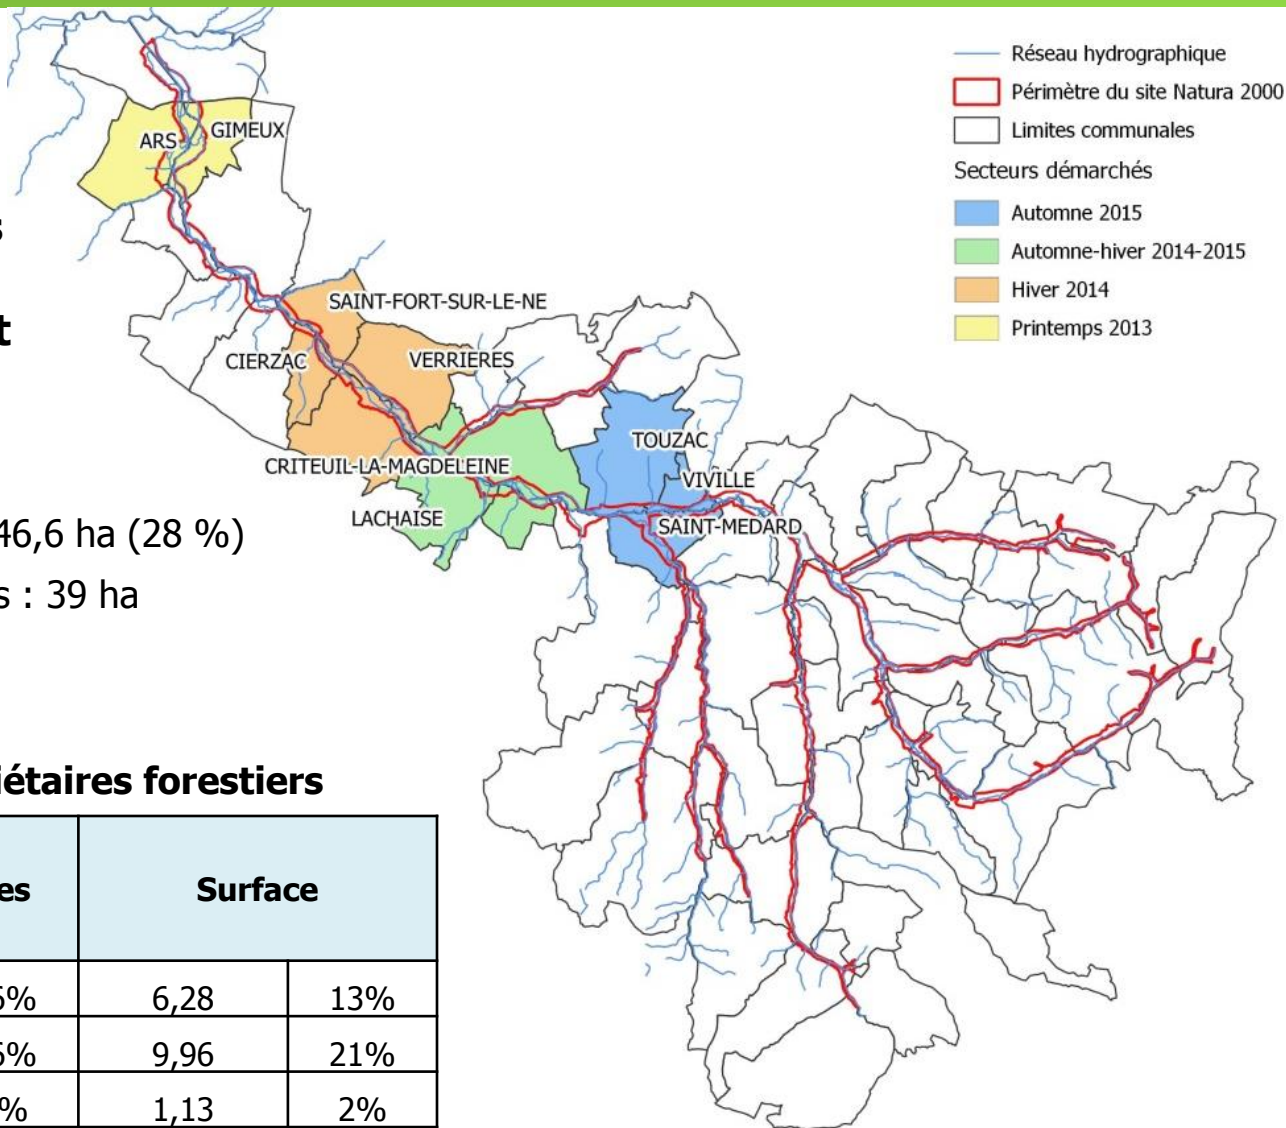 Réseau hydrographique
Périmètre du site Natura 2000
Limites communales
Secteurs démarchés
Automne 2015
Automne-hiver 2014-2015
Hiver 2014
Printemps 2013
ARS
GIMEUX
SAINT-FORT-SUR-LE-NE
CIERZAC
VERRIERES
CRITEUIL-LA-MAGDELEINE
LACHAISE
TOUZAC
VIVILLE
SAINT-MEDARD
s
t
46,6 ha (28 %)
s : 39 ha
iétaires forestiers
es Surface
6% 6,28 13%
6% 9,96 21%
% 1,13 2%